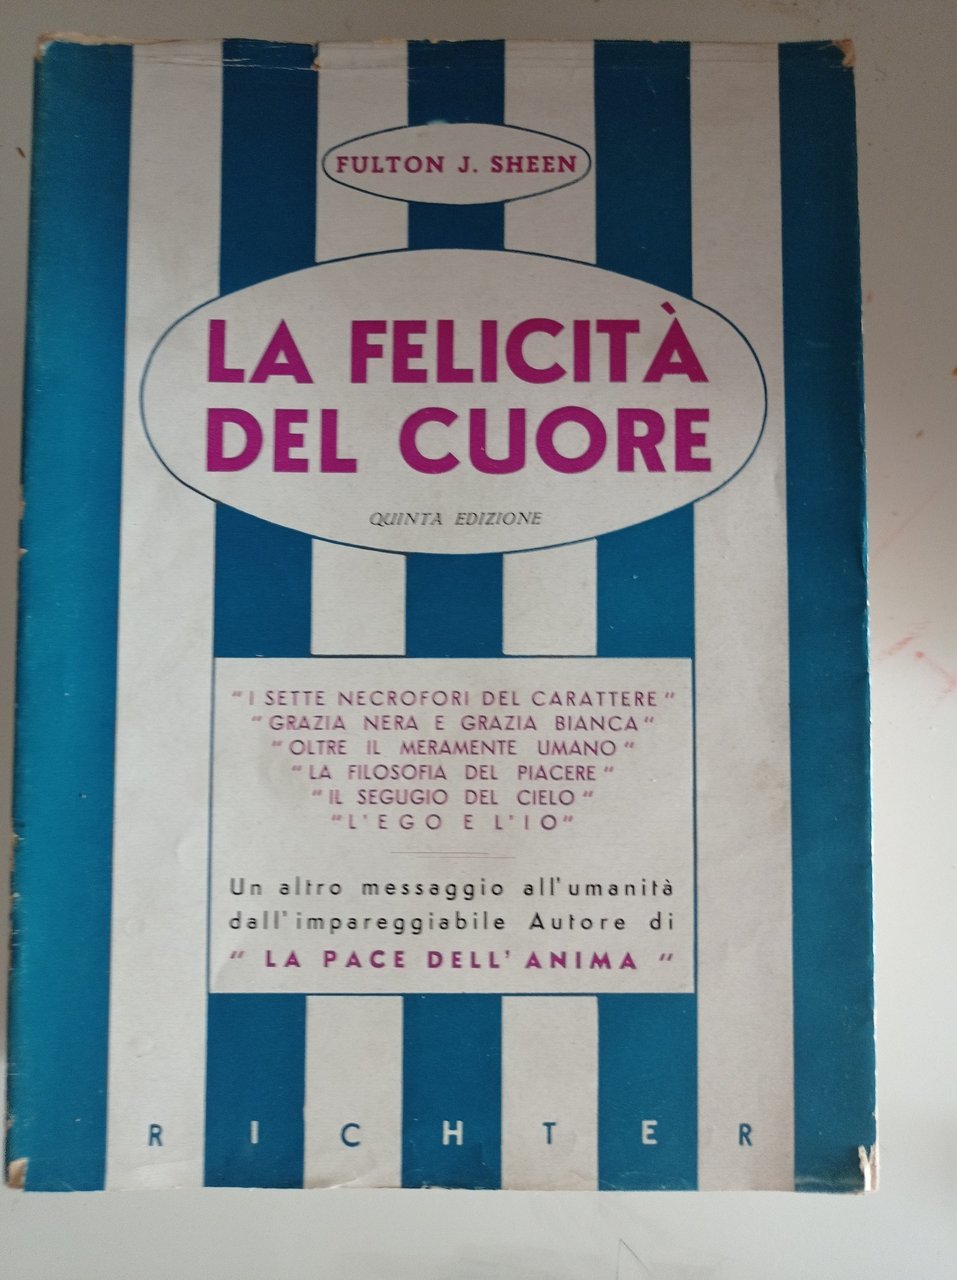 FULTON J. SHEEN
LA FELICITÀ
DEL CUORE
QUINTA EDIZIONE
"I SETTE NECROFORI DEL CARATTERE"
"GRAZIA NERA E GRAZIA BIANCA"
"OLTRE IL MERAMENTE UMANO"
"LA FILOSOFIA DEL PIACERE"
"IL SEGUGIO DEL CIELO"
"L'EGO E L'IO"
Un altro messaggio all'umanità
dall'impareggiabile Autore di
"LA PACE DELL'ANIMA"
RICHTER